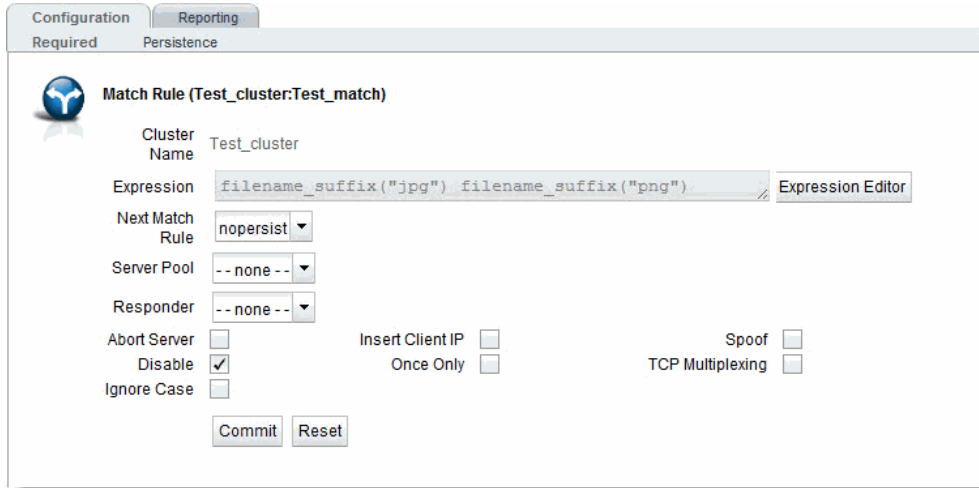 Configuration Reporting
Required Persistence
Match Rule (Test_cluster:Test_match)
Cluster
Name
Test_cluster
Expression filename_suffix("jpg") filename_suffix("png") Expression Editor
Next Match
Rule
nopersist
Server Pool -- none --
Responder -- none --
Abort Server Insert Client IP Spoof
Disable Once Only TCP Multiplexing
Ignore Case
Commit Reset